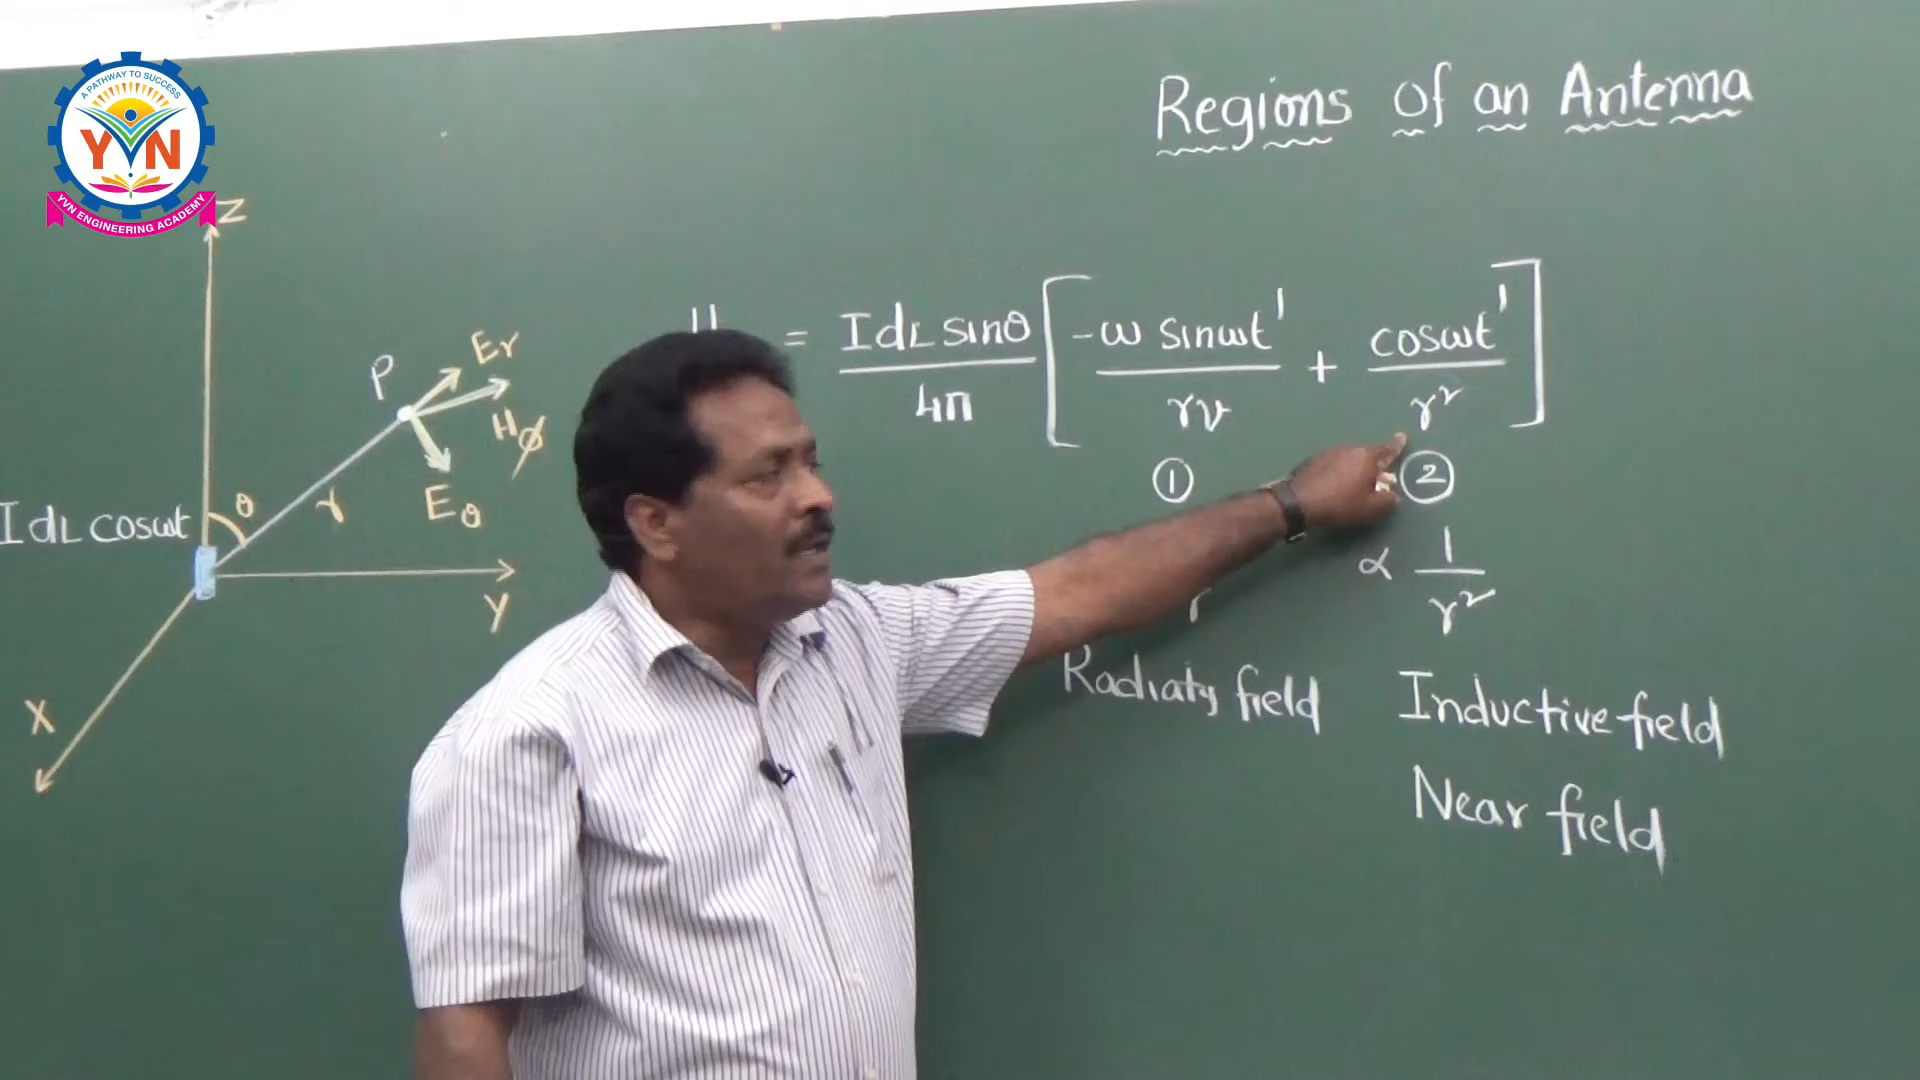 A PATHWAY TO SUCCESS
YVN
YVN ENGINEERING ACADEMY
Regions Of an Antenna
Z
= IdL sinθ / 4π [ -ω sinωt' / rv + cosωt' / r² ]
① ②
∝ 1 / r²
Radiatg field
Inductive field
Near field
P
Er
Hφ
Eθ
θ
r
IdL cosωt
Y
X